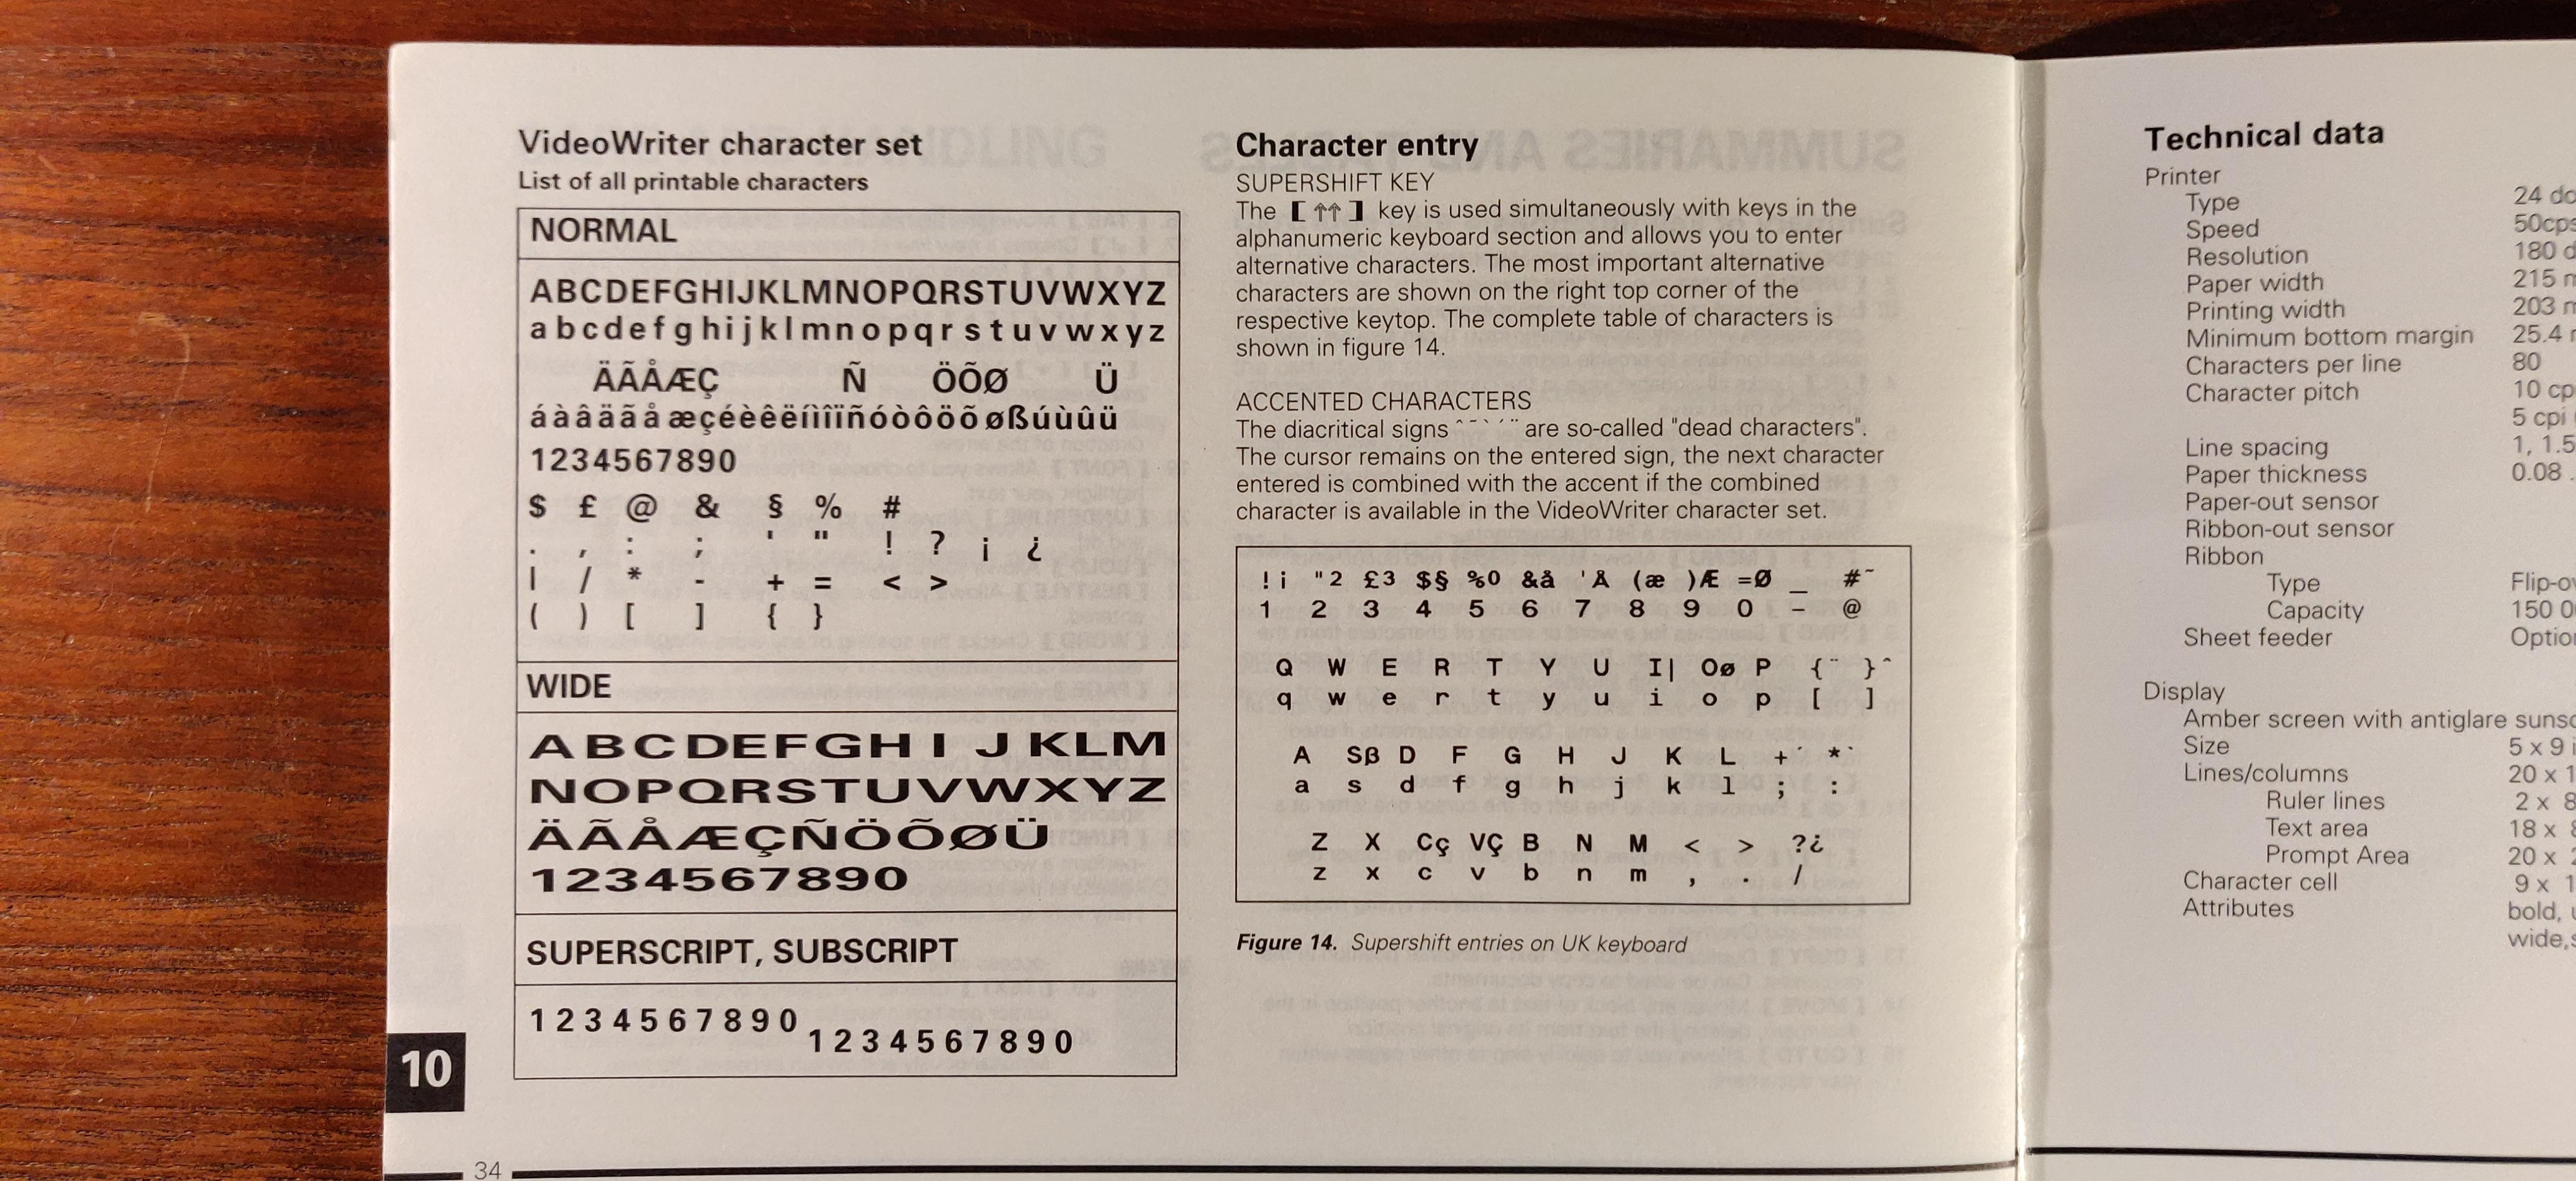 VideoWriter character set
List of all printable characters
NORMAL
ABCDEFGHIJKLMNOPQRSTUVWXYZ
abcdefghijklmnopqrstuvwxyz
ÄÃÅÆÇ Ñ ÖÕØ Ü
áàâäãåæçéèêëíìîïñóòôöõøßúùûü
1234567890
$ £ @ & § % #
. , : ; ' " ! ? ¡ ¿
| / * - + = < >
( ) [ ] { }
WIDE
ABCDEFGHIJKLM
NOPQRSTUVWXYZ
ÄÃÅÆÇÑÖÕØÜ
1234567890
SUPERSCRIPT, SUBSCRIPT
1234567890
1234567890
10
34
Character entry
SUPERSHIFT KEY
The [ ⇈ ] key is used simultaneously with keys in the
alphanumeric keyboard section and allows you to enter
alternative characters. The most important alternative
characters are shown on the right top corner of the
respective keytop. The complete table of characters is
shown in figure 14.
ACCENTED CHARACTERS
The diacritical signs ^ ~ ` ´ ¨ are so-called "dead characters".
The cursor remains on the entered sign, the next character
entered is combined with the accent if the combined
character is available in the VideoWriter character set.
!¡ "2 £3 $§ %0 &å 'Å (æ )Æ =Ø _ #~
1 2 3 4 5 6 7 8 9 0 – @
Q W E R T Y U I| Oø P {¨ }^
q w e r t y u i o p [ ]
A Sß D F G H J K L +´ *`
a s d f g h j k l ; :
Z X Cç VÇ B N M < > ?¿
z x c v b n m , . /
Figure 14. Supershift entries on UK keyboard
Technical data
Printer
Type 24
Speed
Resolution 180
Paper width 215
Printing width 203
Minimum bottom margin 25.4
Characters per line 80
Character pitch 10
5 cpi
Line spacing 1, 1.5
Paper thickness 0.08
Paper-out sensor
Ribbon-out sensor
Ribbon
Type
Capacity
Sheet feeder
Display
Amber screen with antiglare
Size 5 x 9
Lines/columns 20 x
Ruler lines 2 x
Text area 18 x
Prompt Area 20 x
Character cell 9 x
Attributes bold,
wide,